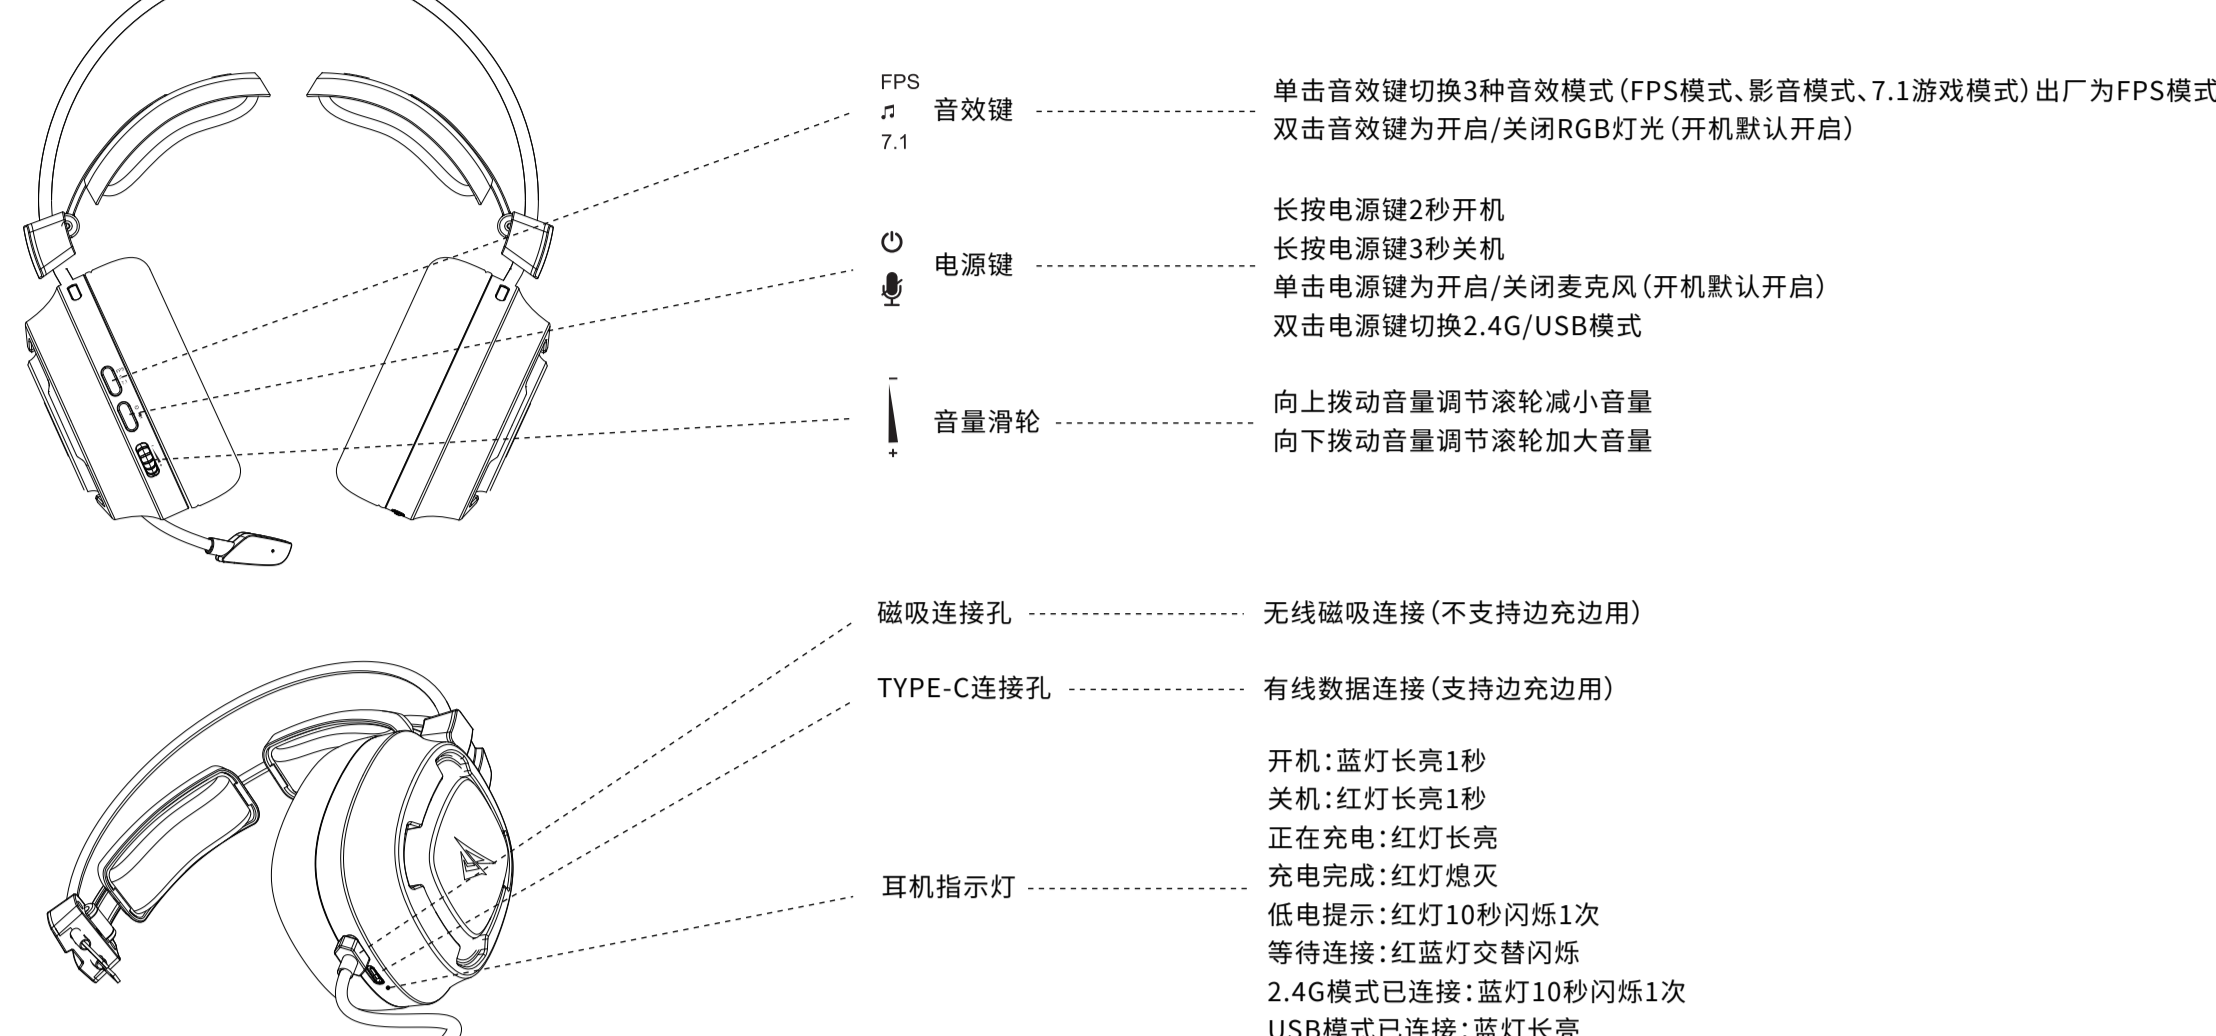 FPS
♫
7.1
音效键
单击音效键切换3种音效模式(FPS模式、影音模式、7.1游戏模式)出厂为FPS模式
双击音效键为开启/关闭RGB灯光(开机默认开启)
电源键
长按电源键2秒开机
长按电源键3秒关机
单击电源键为开启/关闭麦克风(开机默认开启)
双击电源键切换2.4G/USB模式
−
音量滑轮
+
向上拨动音量调节滚轮减小音量
向下拨动音量调节滚轮加大音量
磁吸连接孔
无线磁吸连接(不支持边充边用)
TYPE-C连接孔
有线数据连接(支持边充边用)
耳机指示灯
开机:蓝灯长亮1秒
关机:红灯长亮1秒
正在充电:红灯长亮
充电完成:红灯熄灭
低电提示:红灯10秒闪烁1次
等待连接:红蓝灯交替闪烁
2.4G模式已连接:蓝灯10秒闪烁1次
USB模式已连接:蓝灯长亮